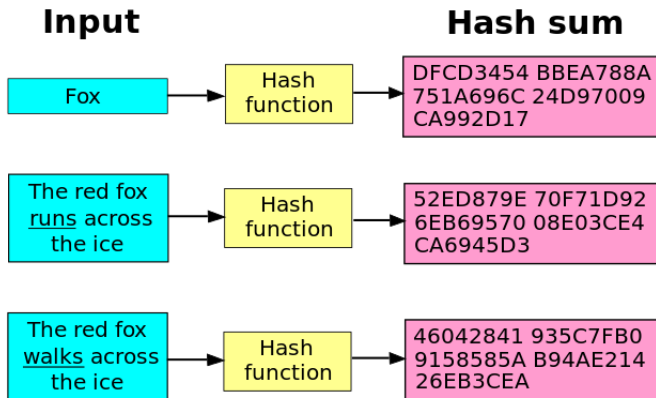 Input
Hash sum
Fox
Hash
function
DFCD3454 BBEA788A
751A696C 24D97009
CA992D17
The red fox
runs across
the ice
Hash
function
52ED879E 70F71D92
6EB69570 08E03CE4
CA6945D3
The red fox
walks across
the ice
Hash
function
46042841 935C7FB0
9158585A B94AE214
26EB3CEA